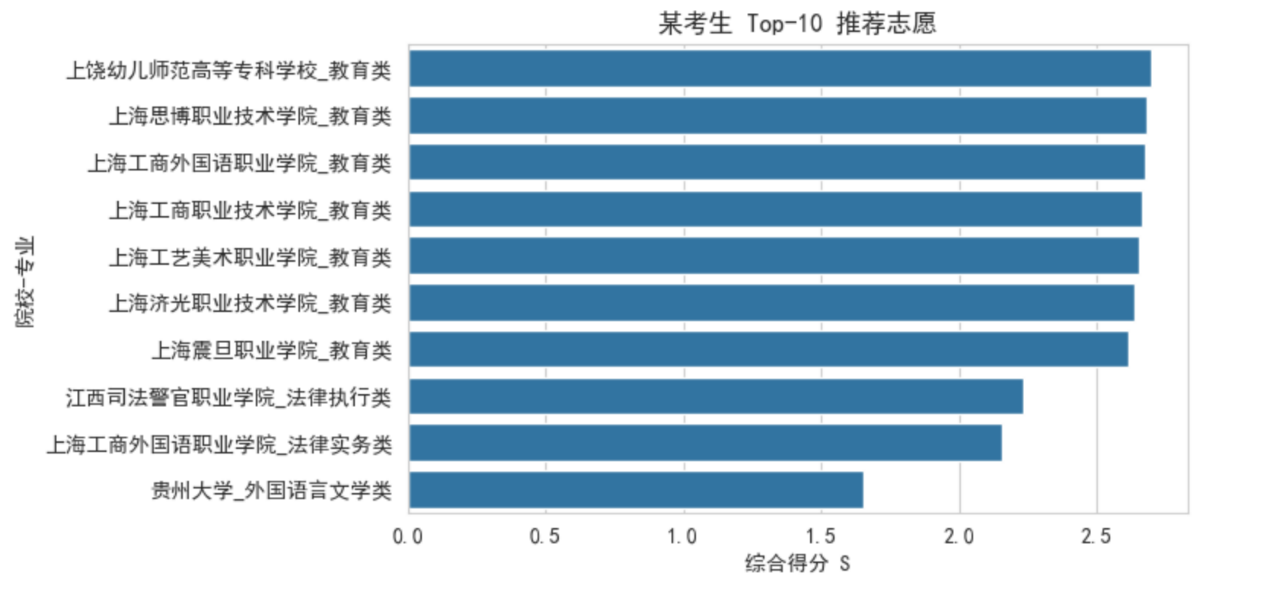 某考生 Top-10 推荐志愿
院校-专业
上饶幼儿师范高等专科学校_教育类
上海思博职业技术学院_教育类
上海工商外国语职业学院_教育类
上海工商职业技术学院_教育类
上海工艺美术职业学院_教育类
上海济光职业技术学院_教育类
上海震旦职业学院_教育类
江西司法警官职业学院_法律执行类
上海工商外国语职业学院_法律实务类
贵州大学_外国语言文学类
0.0 0.5 1.0 1.5 2.0 2.5
综合得分 S